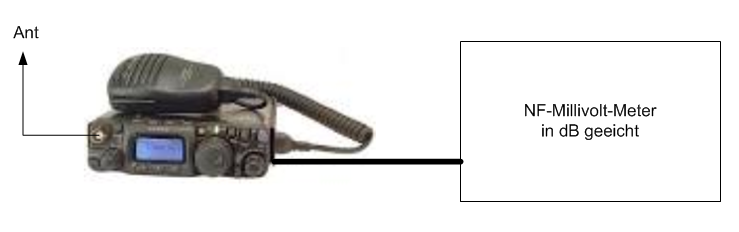 Ant
NF-Millivolt-Meter
in dB geeicht